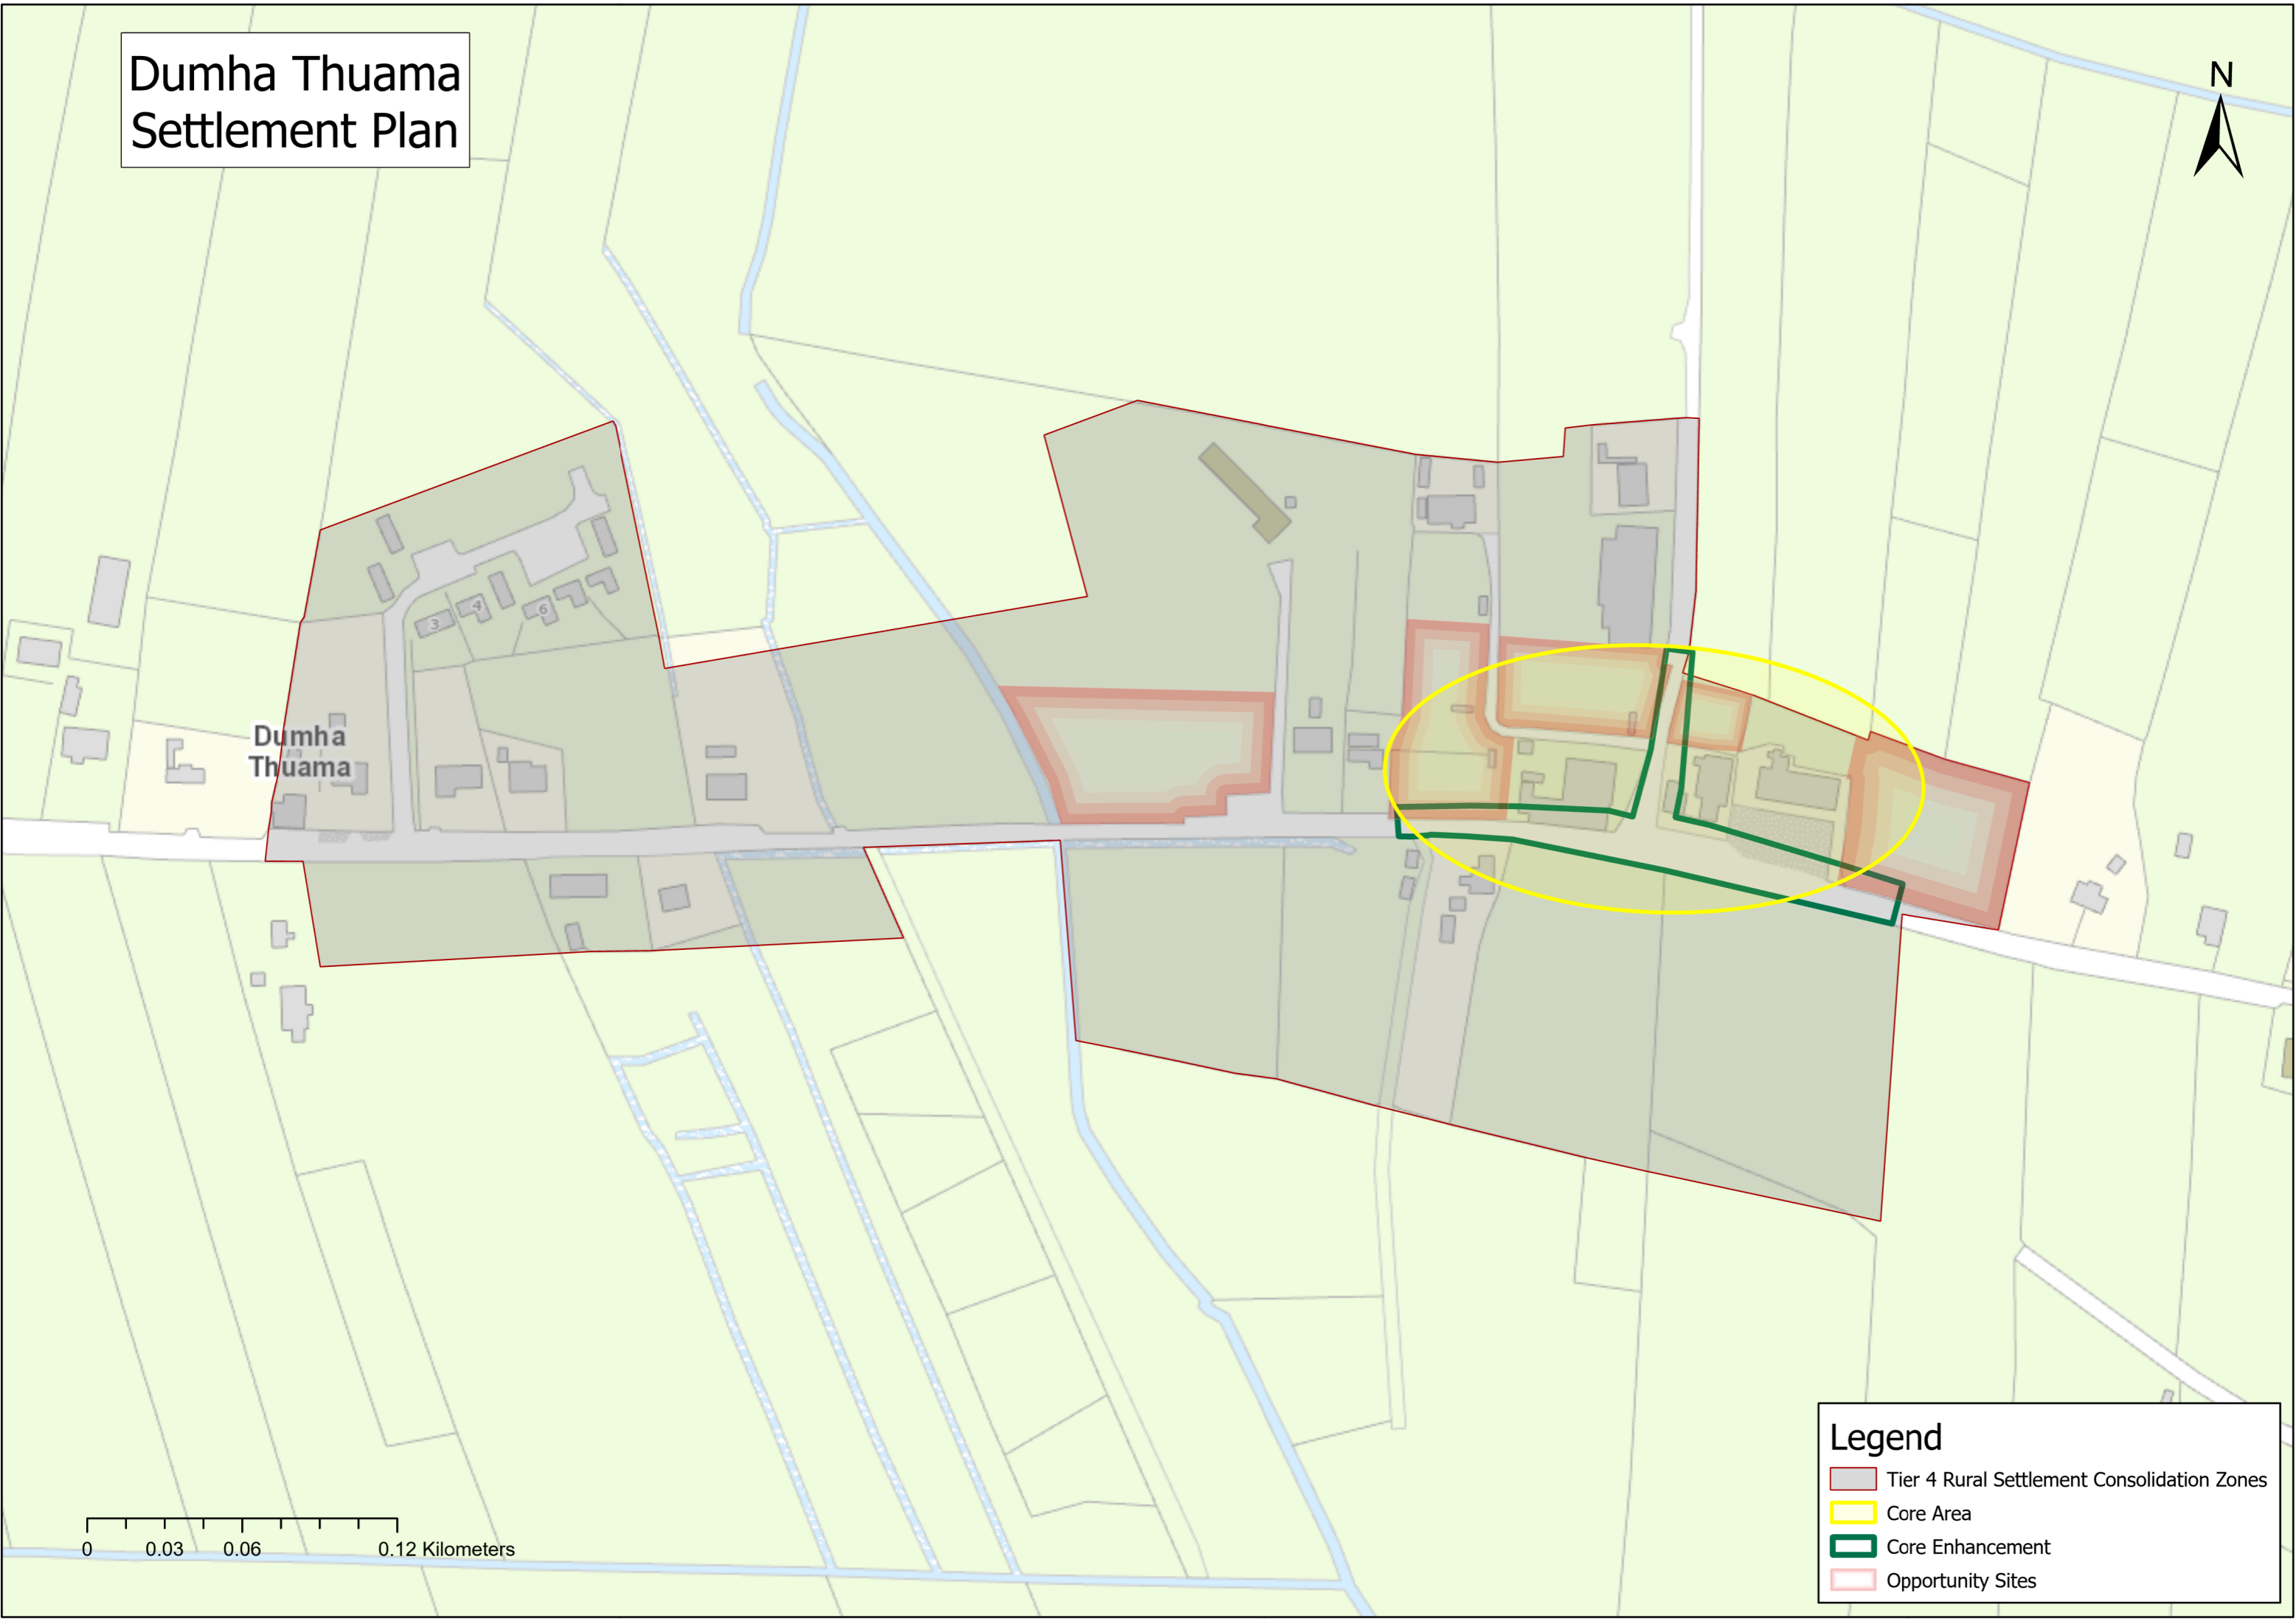 Dumha Thuama
Settlement Plan
N
3
4
6
Dumha
Thuama
0 0.03 0.06 0.12 Kilometers
Legend
Tier 4 Rural Settlement Consolidation Zones
Core Area
Core Enhancement
Opportunity Sites